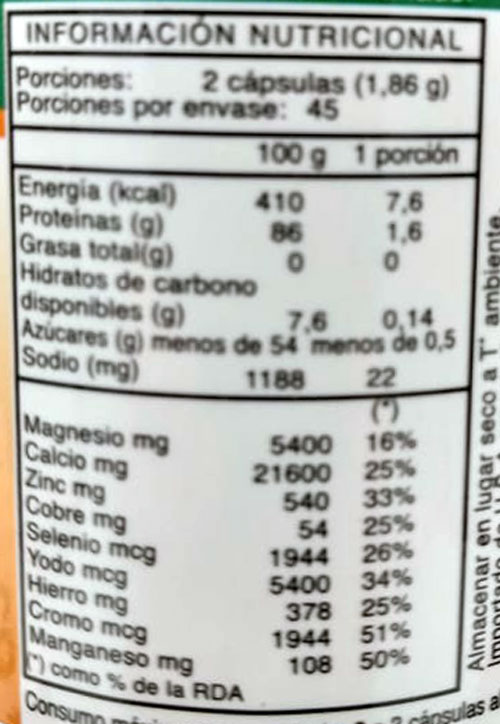 INFORMACIÓN NUTRICIONAL
Porciones: 2 cápsulas (1,86 g)
Porciones por envase: 45
100 g 1 porción
Energía (kcal) 410 7,6
Proteínas (g) 86 1,6
Grasa total(g) 0 0
Hidratos de carbono
disponibles (g) 7,6 0,14
Azúcares (g) menos de 54 menos de 0,5
Sodio (mg) 1188 22
(*)
Magnesio mg 5400 16%
Calcio mg 21600 25%
Zinc mg 540 33%
Cobre mg 54 25%
Selenio mcg 1944 26%
Yodo mcg 5400 34%
Hierro mg 378 25%
Cromo mcg 1944 51%
Manganeso mg 108 50%
(*) como % de la RDA
Consumo
cápsulas a
Almacenar en lugar seco a T° ambiente.